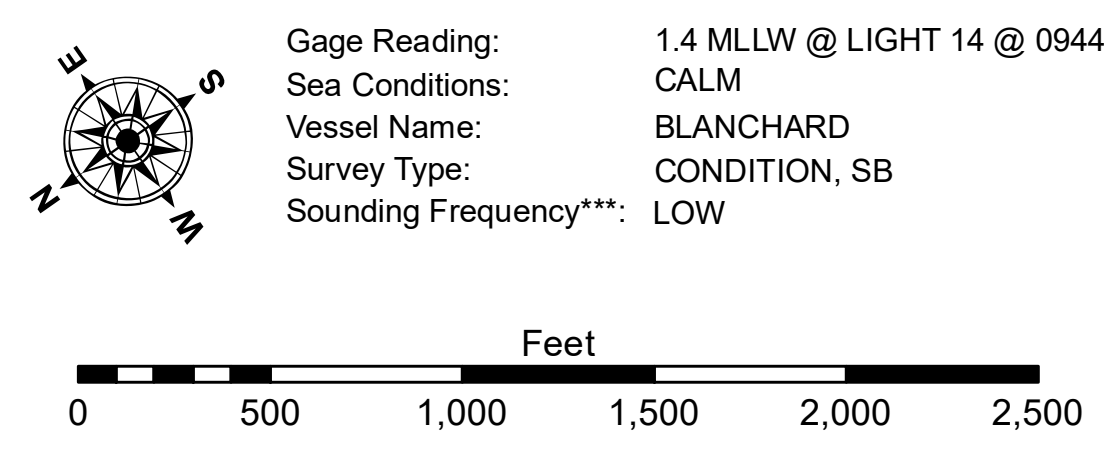 E
S
N
W
Gage Reading: 1.4 MLLW @ LIGHT 14 @ 0944
Sea Conditions: CALM
Vessel Name: BLANCHARD
Survey Type: CONDITION, SB
Sounding Frequency***: LOW
Feet
0 500 1,000 1,500 2,000 2,500